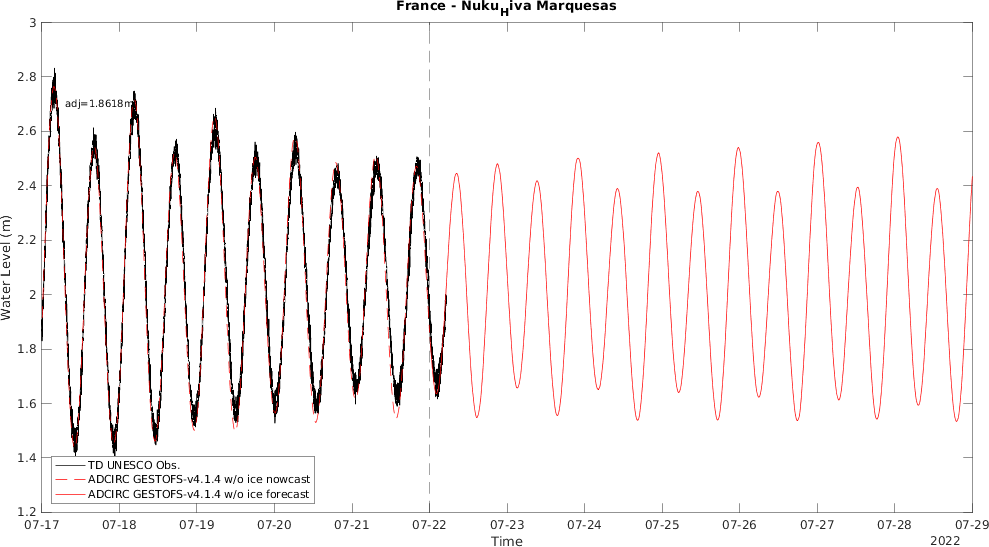 France - Nuku_Hiva Marquesas
3
2.8
2.6
2.4
2.2
2
1.8
1.6
1.4
1.2
Water Level (m)
adj=1.8618m
TD UNESCO Obs.
ADCIRC GESTOFS-v4.1.4 w/o ice nowcast
ADCIRC GESTOFS-v4.1.4 w/o ice forecast
07-17 07-18 07-19 07-20 07-21 07-22 07-23 07-24 07-25 07-26 07-27 07-28 07-29
Time
2022